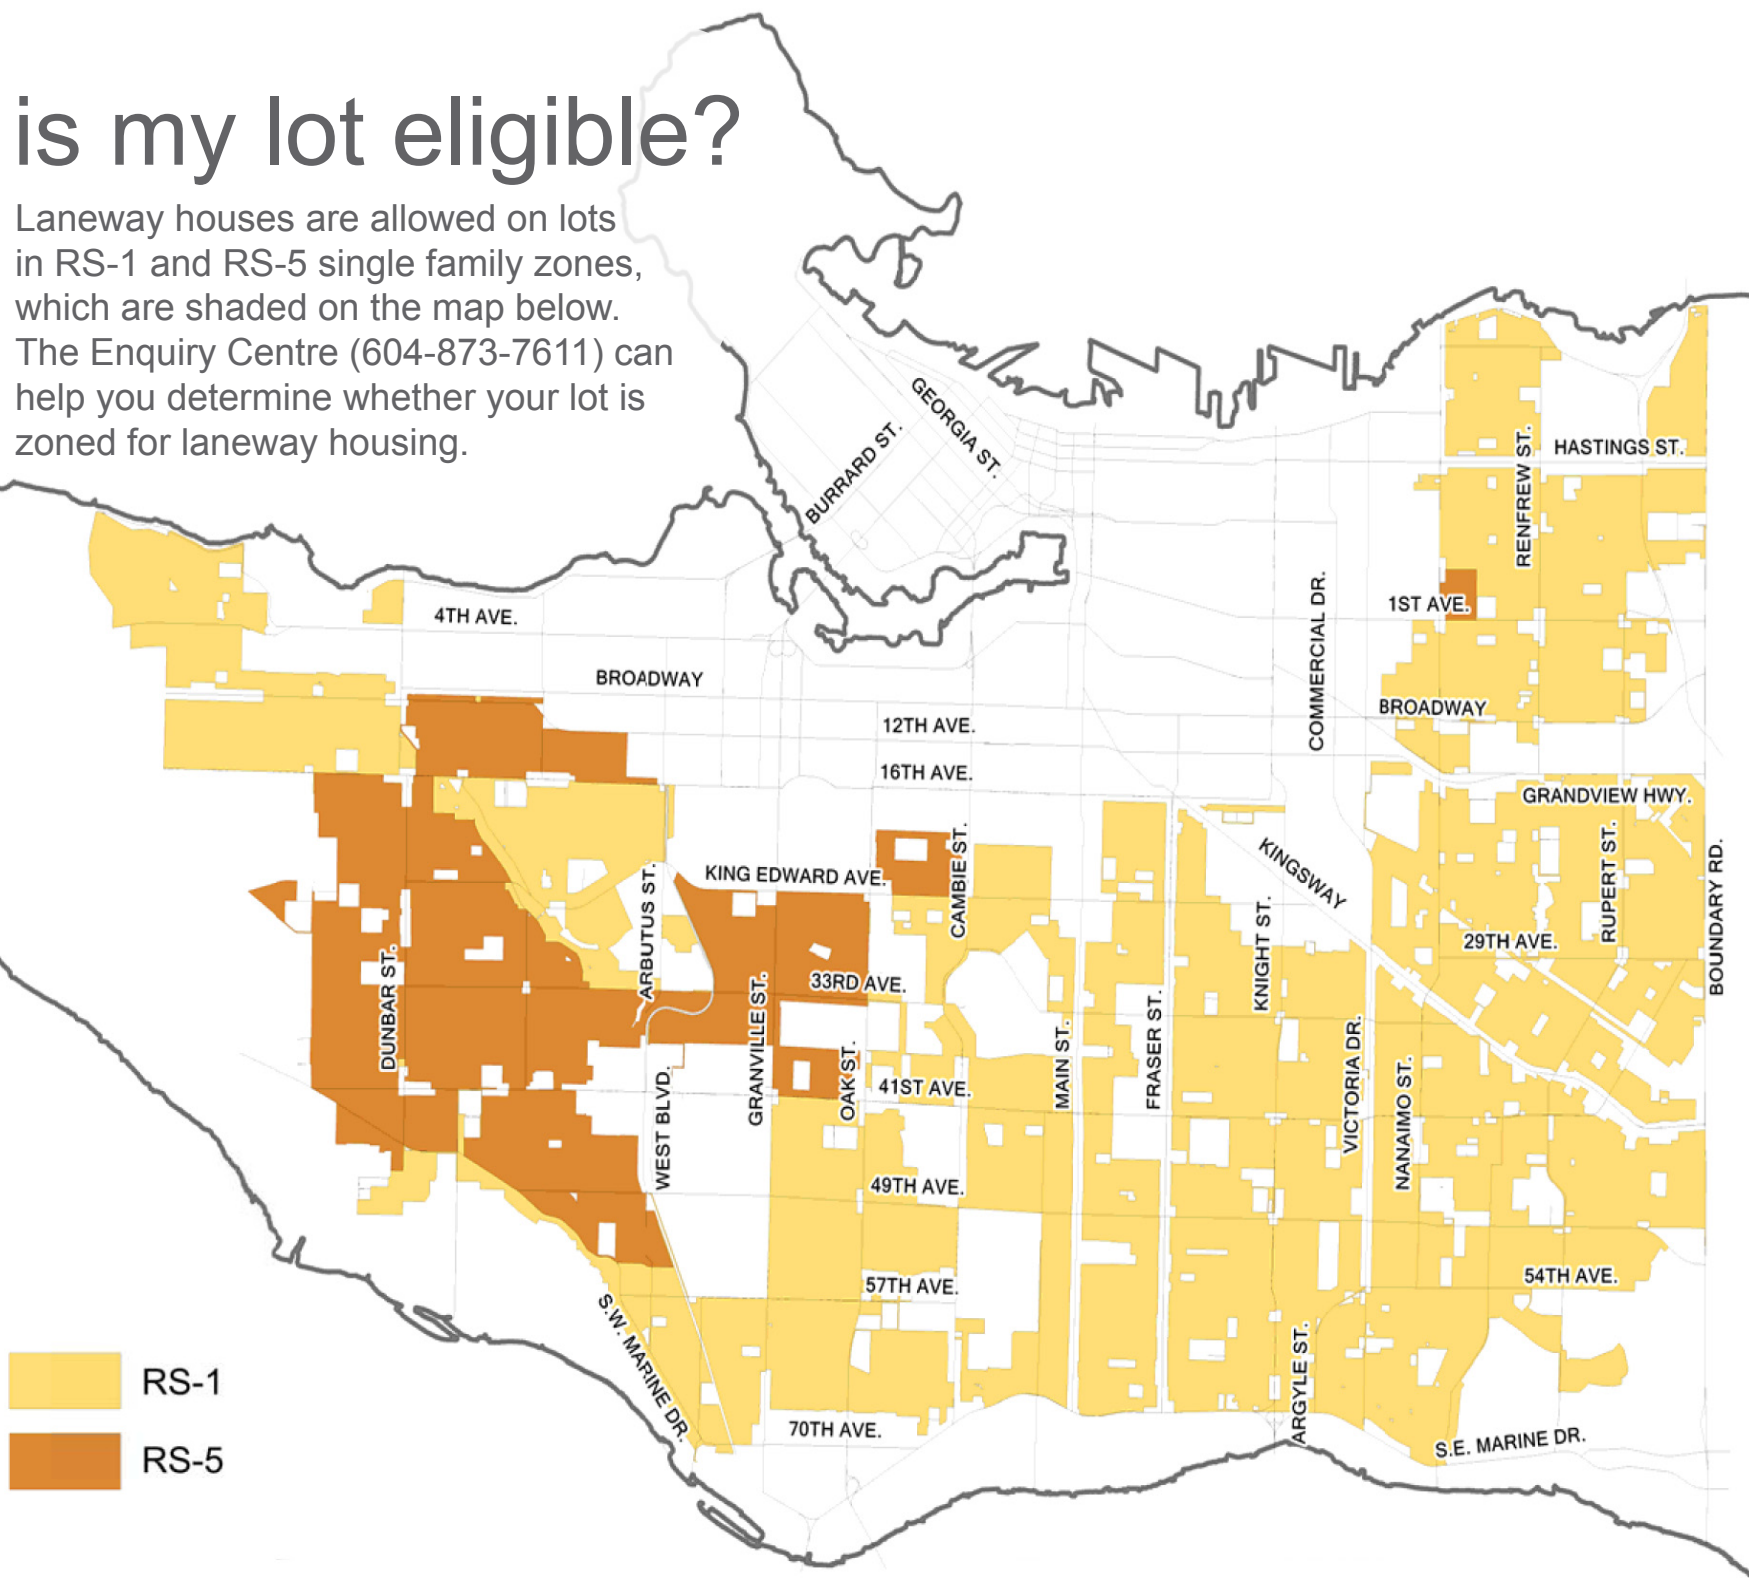 is my lot eligible?
Laneway houses are allowed on lots
in RS-1 and RS-5 single family zones,
which are shaded on the map below.
The Enquiry Centre (604-873-7611) can
help you determine whether your lot is
zoned for laneway housing.
GEORGIA ST.
BURRARD ST.
HASTINGS ST.
RENFREW ST.
4TH AVE.
1ST AVE.
COMMERCIAL DR.
BROADWAY
BROADWAY
12TH AVE.
16TH AVE.
GRANDVIEW HWY.
KINGSWAY
RUPERT ST.
BOUNDARY RD.
KING EDWARD AVE.
CAMBIE ST.
ARBUTUS ST.
KNIGHT ST.
29TH AVE.
DUNBAR ST.
33RD AVE.
GRANVILLE ST.
OAK ST.
41ST AVE.
MAIN ST.
FRASER ST.
VICTORIA DR.
NANAIMO ST.
WEST BLVD.
49TH AVE.
57TH AVE.
54TH AVE.
S.W. MARINE DR.
ARGYLE ST.
70TH AVE.
S.E. MARINE DR.
RS-1
RS-5